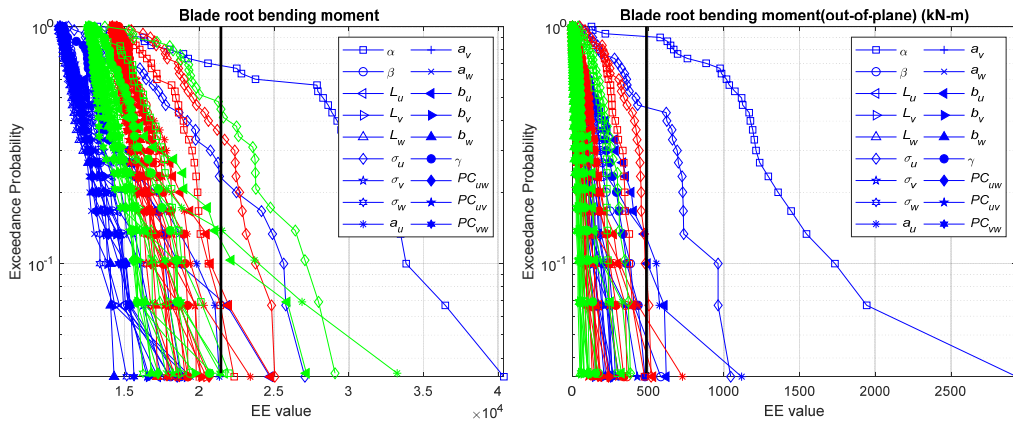 Blade root bending moment
10^0
10^-1
Exceedance Probability
α
β
L_u
L_v
L_w
σ_u
σ_v
σ_w
a_u
a_v
a_w
b_u
b_v
b_w
γ
PC_uw
PC_uv
PC_vw
1.5
2
2.5
3
3.5
4
×10^4
EE value
Blade root bending moment(out-of-plane) (kN-m)
10^0
10^-1
Exceedance Probability
α
β
L_u
L_v
L_w
σ_u
σ_v
σ_w
a_u
a_v
a_w
b_u
b_v
b_w
γ
PC_uw
PC_uv
PC_vw
0
500
1000
1500
2000
2500
EE value